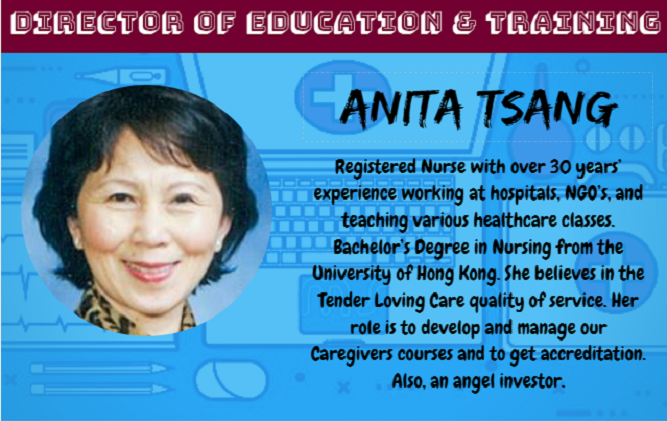 DIRECTOR OF EDUCATION & TRAINING
ANITA TSANG
Registered Nurse with over 30 years'
experience working at hospitals, NGO's, and
teaching various healthcare classes.
Bachelor's Degree in Nursing from the
University of Hong Kong. She believes in the
Tender Loving Care quality of service. Her
role is to develop and manage our
Caregivers courses and to get accreditation.
Also, an angel investor.